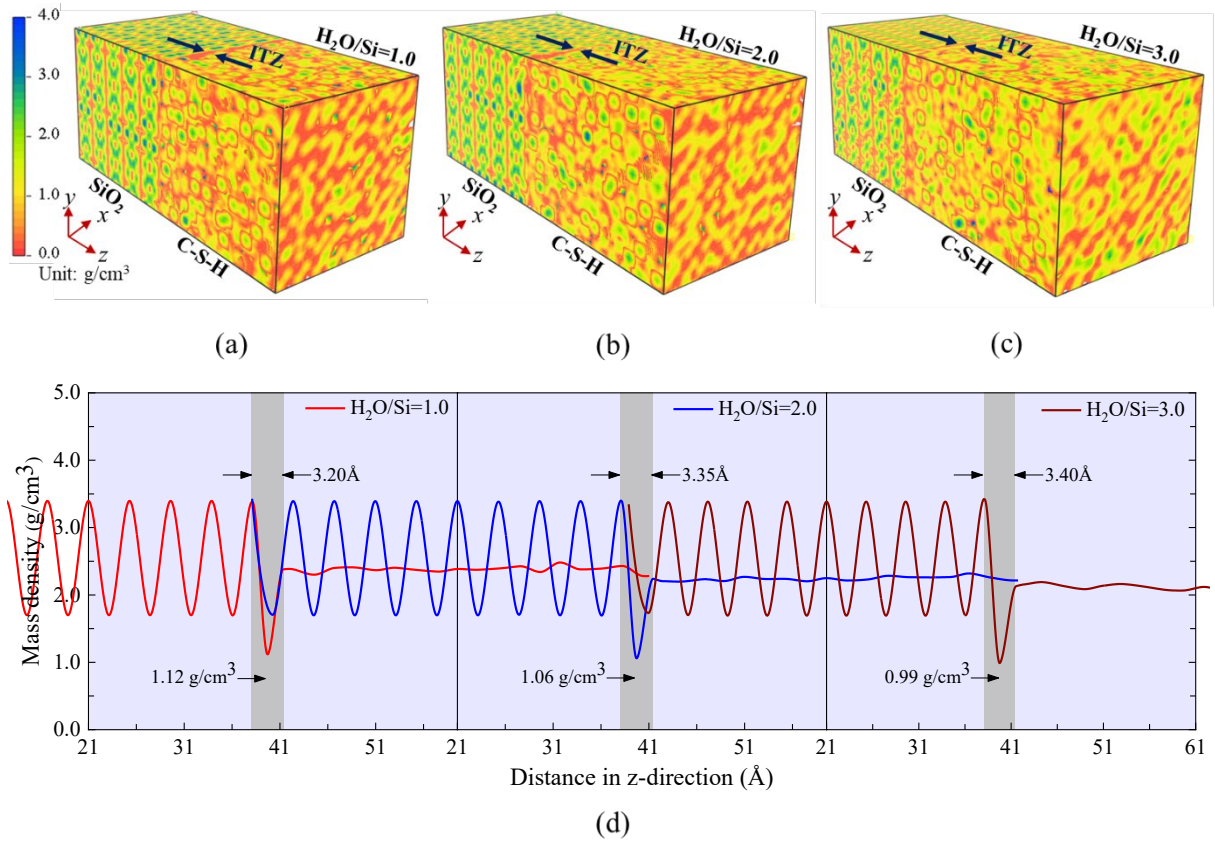 4.0
4.0
3.0
2.0
1.0
0.0
Unit: g/cm³
H₂O/Si=1.0
ITZ
SiO₂
C-S-H
y
x
z
(a)
H₂O/Si=2.0
ITZ
SiO₂
C-S-H
y
x
z
(b)
H₂O/Si=3.0
ITZ
SiO₂
C-S-H
y
x
z
(c)
Mass density (g/cm³)
5.0
4.0
3.0
2.0
1.0
0.0
H₂O/Si=1.0
H₂O/Si=2.0
H₂O/Si=3.0
3.20Å
3.35Å
3.40Å
1.12 g/cm³
1.06 g/cm³
0.99 g/cm³
21 31 41 51 21 31 41 51 21 31 41 51 61
Distance in z-direction (Å)
(d)